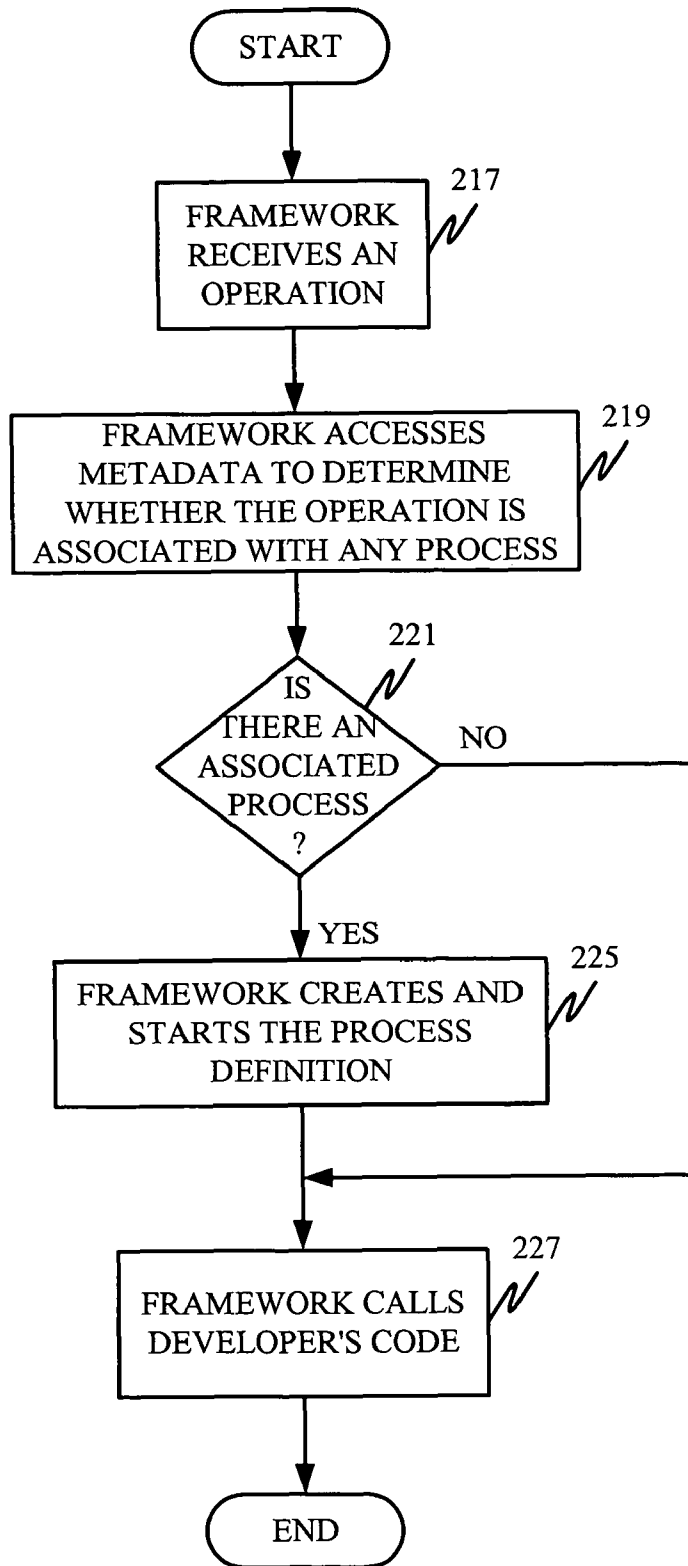 START
217
FRAMEWORK
RECEIVES AN
OPERATION
219
FRAMEWORK ACCESSES
METADATA TO DETERMINE
WHETHER THE OPERATION IS
ASSOCIATED WITH ANY PROCESS
221
IS
THERE AN
ASSOCIATED
PROCESS
?
NO
YES
225
FRAMEWORK CREATES AND
STARTS THE PROCESS
DEFINITION
227
FRAMEWORK CALLS
DEVELOPER'S CODE
END